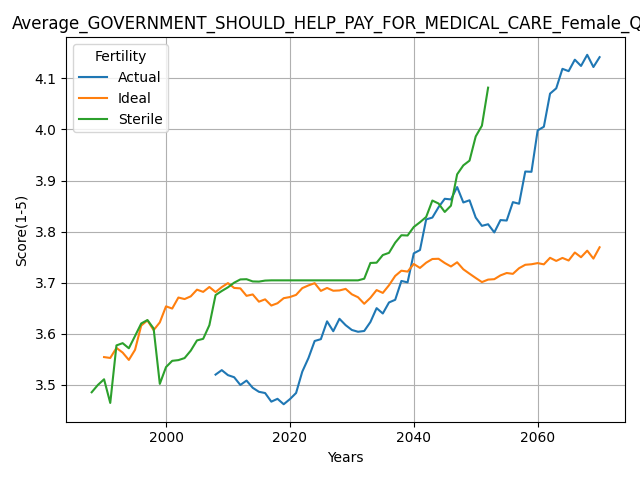 Average_GOVERNMENT_SHOULD_HELP_PAY_FOR_MEDICAL_CARE_Female_Q
Fertility
Actual
Ideal
Sterile
Score(1-5)
4.1
4.0
3.9
3.8
3.7
3.6
3.5
2000 2020 2040 2060
Years